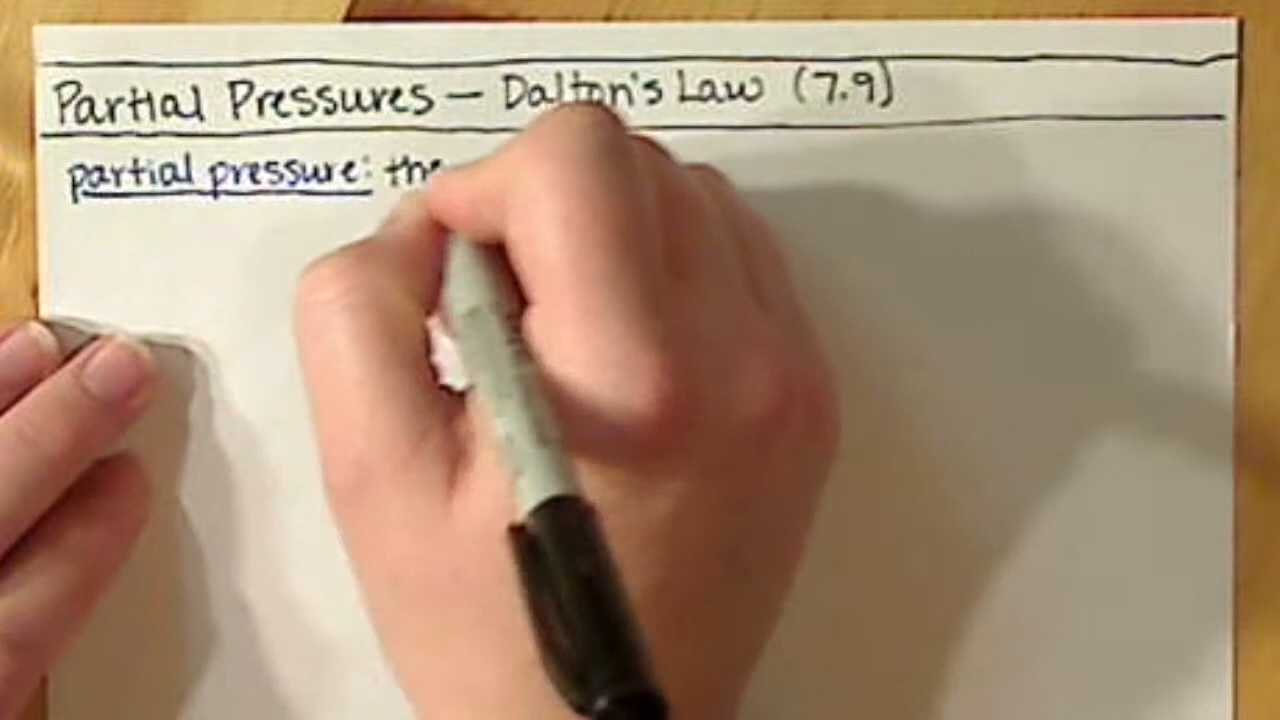 Partial Pressures — Dalton's Law (7.9)
partial pressure: the